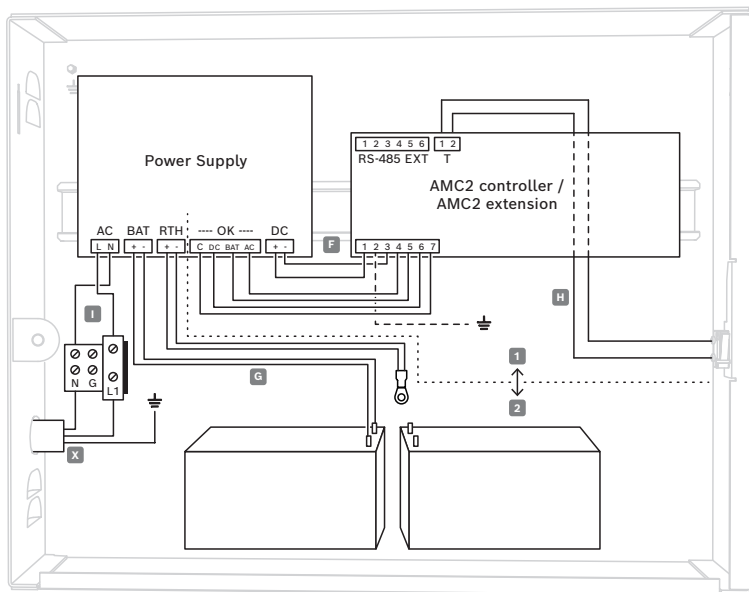 1 2 3 4 5 6 1 2
RS-485 EXT T
Power Supply
AMC2 controller /
AMC2 extension
AC BAT RTH ---- OK ---- DC
L N + - + - C DC BAT AC + -
F
1 2 3 4 5 6 7
I
H
1
2
N G L1
G
X